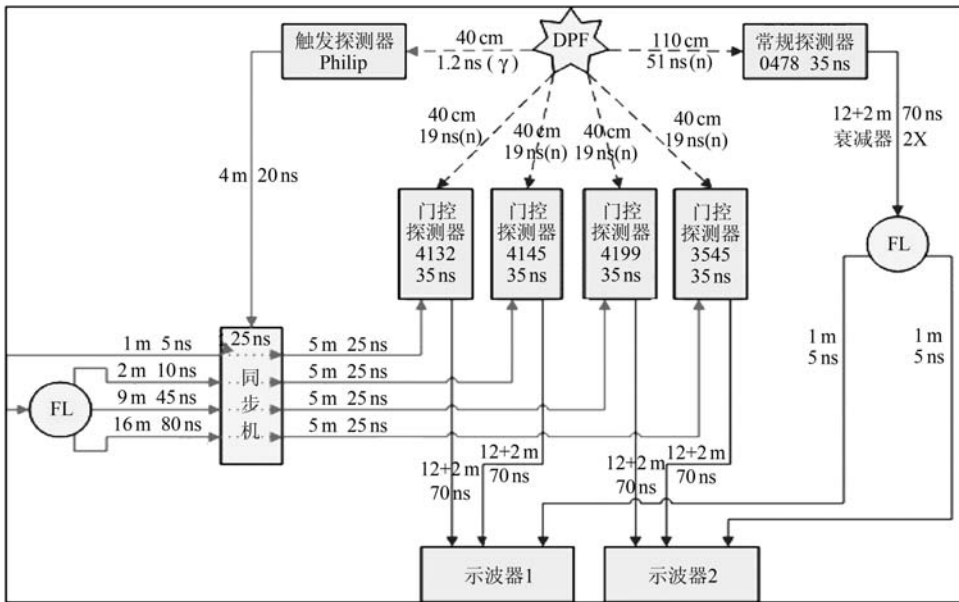 触发探测器
Philip
40 cm
1.2 ns ( γ )
DPF
110 cm
51 ns(n)
常规探测器
0478 35 ns
12+2 m 70 ns
衰减器 2X
4 m 20 ns
40 cm
19 ns(n)
40 cm
19 ns(n)
40 cm
19 ns(n)
40 cm
19 ns(n)
门控
探测器
4132
35 ns
门控
探测器
4145
35 ns
门控
探测器
4199
35 ns
门控
探测器
3545
35 ns
FL
1 m
5 ns
1 m
5 ns
25 ns
同步机
1 m 5 ns
2 m 10 ns
9 m 45 ns
16 m 80 ns
FL
5 m 25 ns
5 m 25 ns
5 m 25 ns
5 m 25 ns
12+2 m
70 ns
12+2 m
70 ns
12+2 m
70 ns
12+2 m
70 ns
示波器1
示波器2